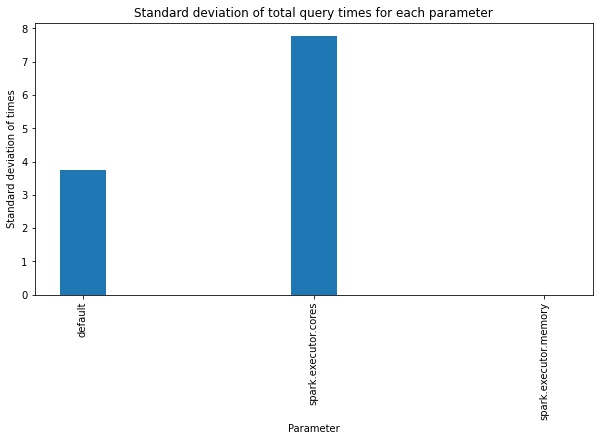 Standard deviation of total query times for each parameter
8
7
6
5
4
3
2
1
0
Standard deviation of times
default
spark.executor.cores
spark.executor.memory
Parameter